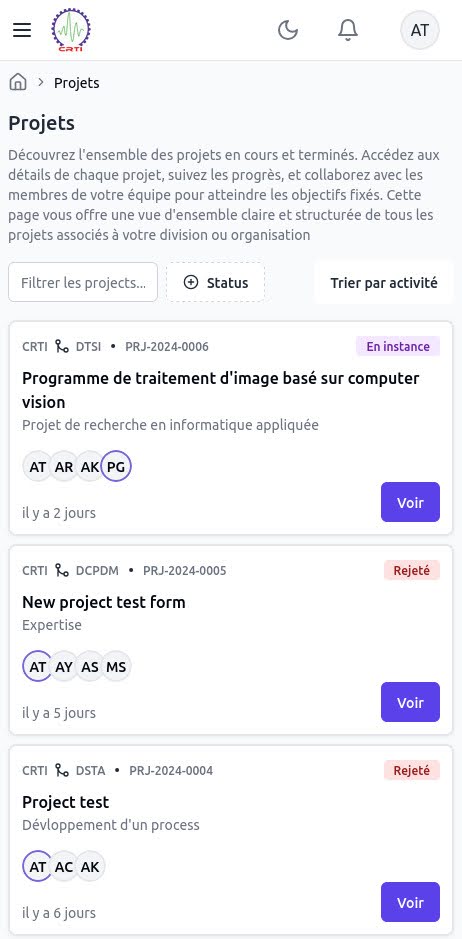 CRTI
AT
Projets
Projets
Découvrez l'ensemble des projets en cours et terminés. Accédez aux
détails de chaque projet, suivez les progrès, et collaborez avec les
membres de votre équipe pour atteindre les objectifs fixés. Cette
page vous offre une vue d'ensemble claire et structurée de tous les
projets associés à votre division ou organisation
Filtrer les projects... Status Trier par activité
CRTI DTSI • PRJ-2024-0006 En instance
Programme de traitement d'image basé sur computer
vision
Projet de recherche en informatique appliquée
AT AR AK PG
il y a 2 jours Voir
CRTI DCPDM • PRJ-2024-0005 Rejeté
New project test form
Expertise
AT AY AS MS
il y a 5 jours Voir
CRTI DSTA • PRJ-2024-0004 Rejeté
Project test
Dévloppement d'un process
AT AC AK
il y a 6 jours Voir